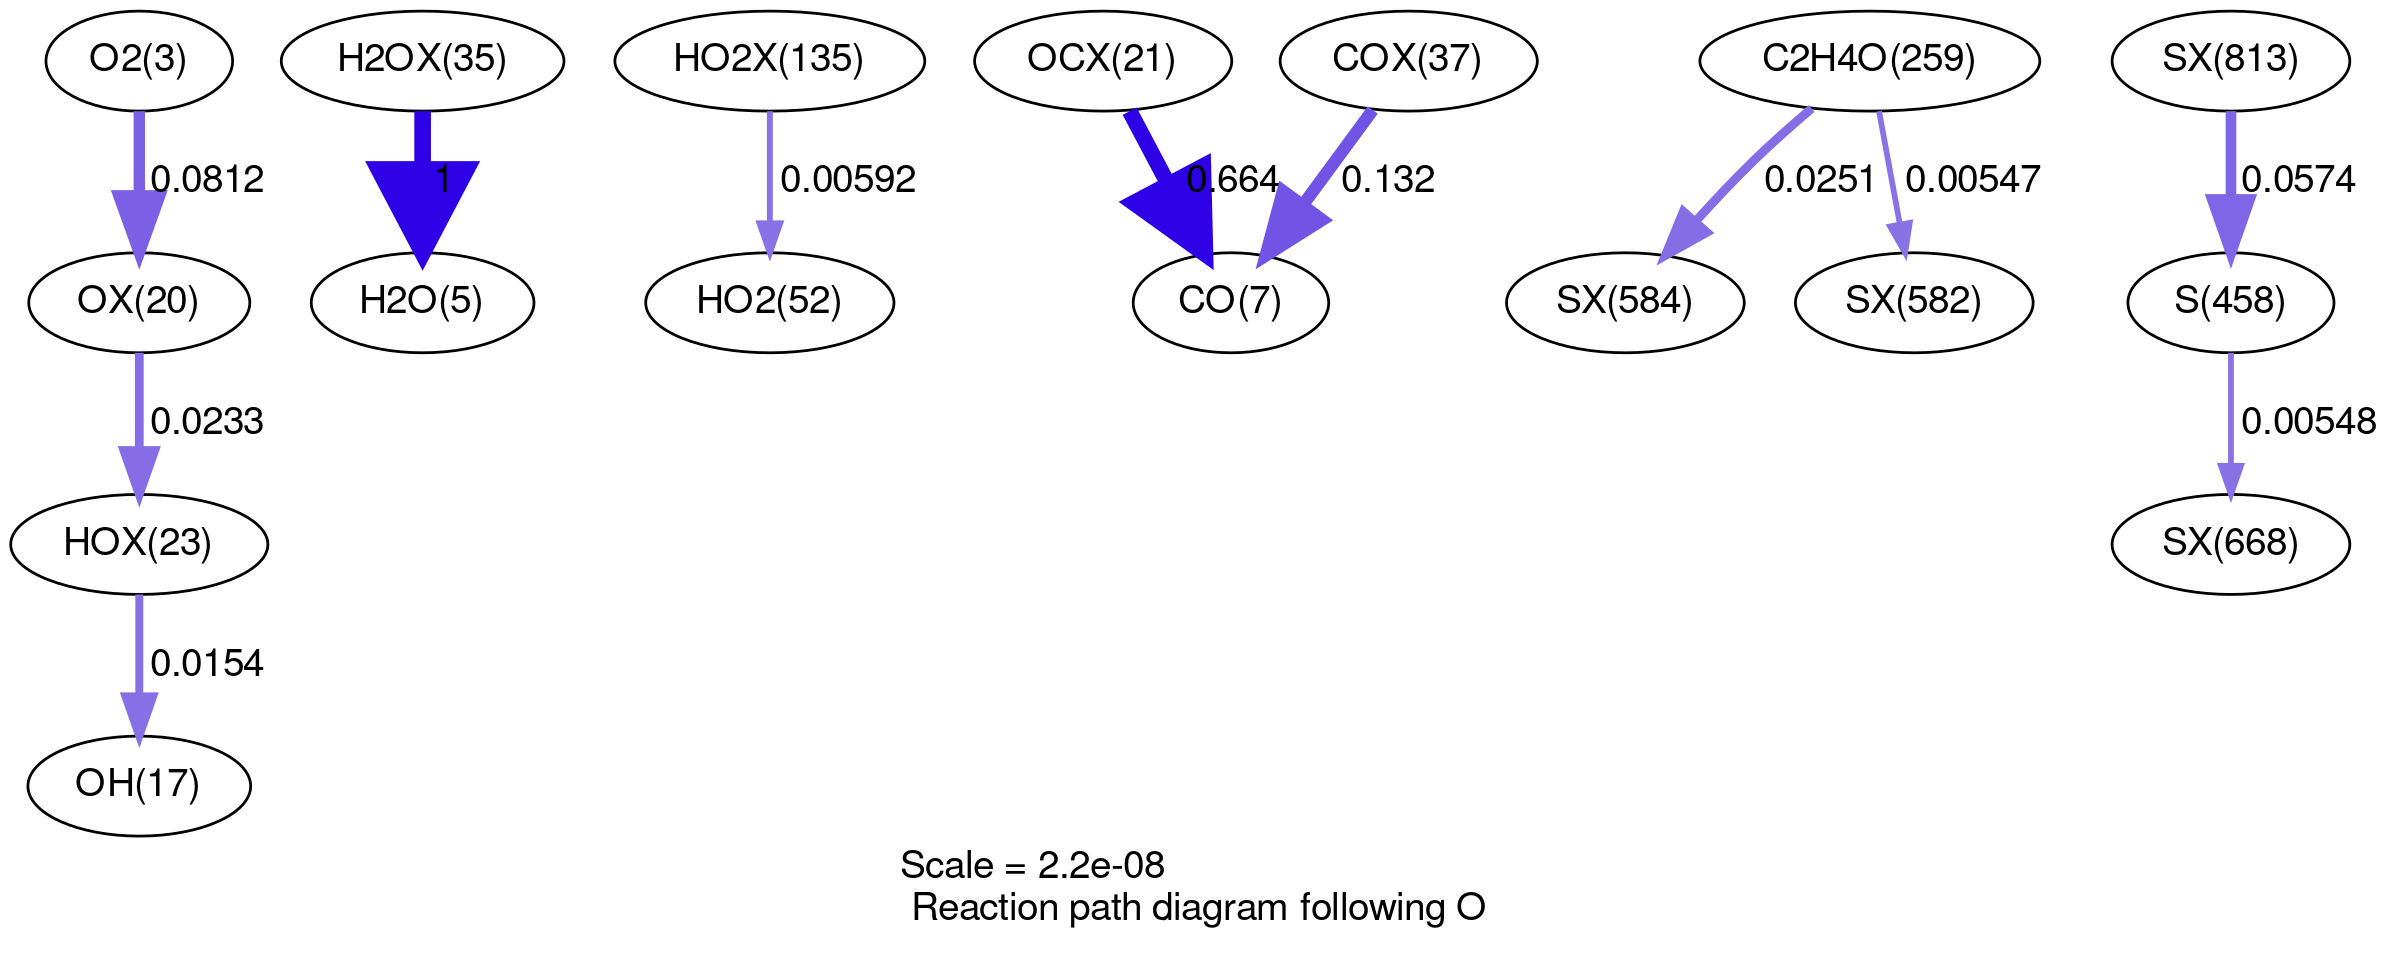 O2(3)
H2OX(35)
HO2X(135)
OCX(21)
COX(37)
C2H4O(259)
SX(813)
0.0812
1
0.00592
0.664
0.132
0.0251
0.00547
0.0574
OX(20)
H2O(5)
HO2(52)
CO(7)
SX(584)
SX(582)
S(458)
0.0233
0.00548
HOX(23)
SX(668)
0.0154
OH(17)
Scale = 2.2e-08
Reaction path diagram following O